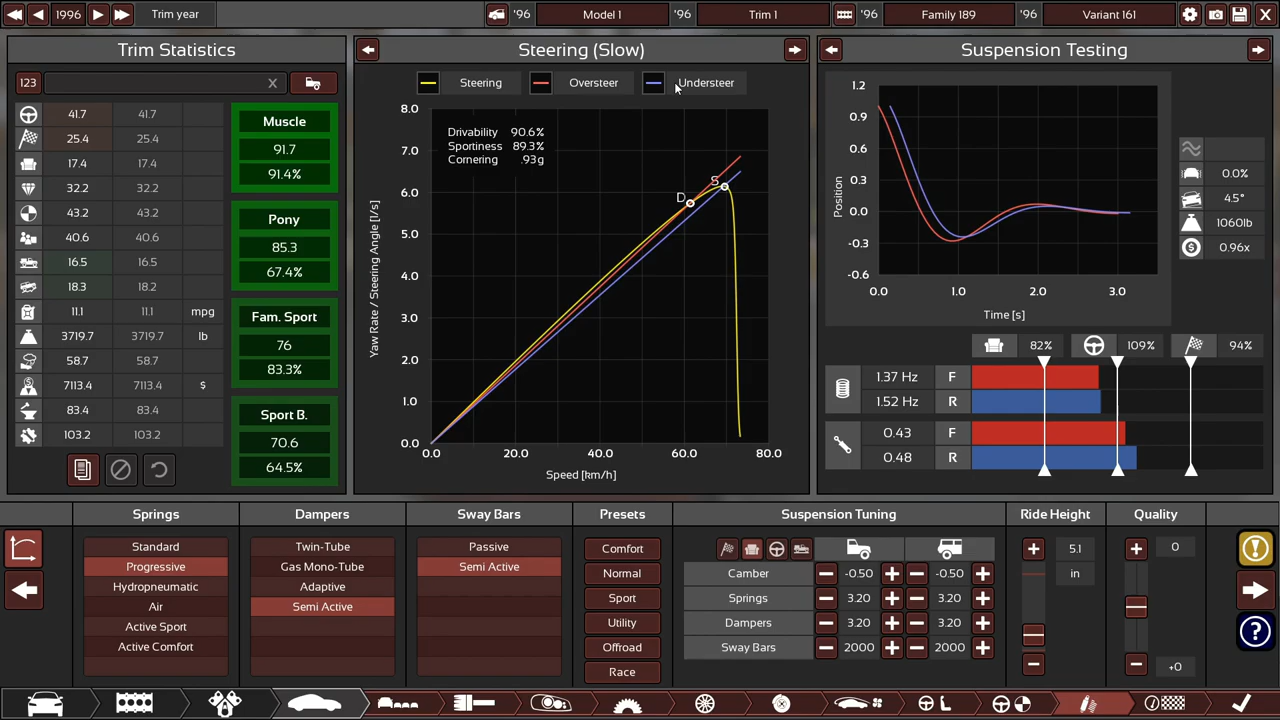 1996
Trim year
'96
Model 1
'96
Trim 1
'96
Family 189
'96
Variant 161
Trim Statistics
123
X
41.7 41.7
25.4 25.4
17.4 17.4
32.2 32.2
43.2 43.2
40.6 40.6
16.5 16.5
18.3 18.2
11.1 11.1 mpg
3719.7 3719.7 lb
58.7 58.7
7113.4 7113.4 $
83.4 83.4
103.2 103.2
Muscle
91.7
91.4%
Pony
85.3
67.4%
Fam. Sport
76
83.3%
Sport B.
70.6
64.5%
Steering (Slow)
Steering Oversteer Understeer
Drivability 90.6%
Sportiness 89.3%
Cornering .93g
D
S
8.0
7.0
6.0
5.0
4.0
3.0
2.0
1.0
0.0
Yaw Rate / Steering Angle [1/s]
0.0 20.0 40.0 60.0 80.0
Speed [km/h]
Suspension Testing
1.2
0.9
0.6
0.3
0.0
-0.3
-0.6
Position
0.0 1.0 2.0 3.0
Time [s]
0.0%
4.5°
1060lb
0.96x
82% 109% 94%
1.37 Hz F
1.52 Hz R
0.43 F
0.48 R
Springs
Standard
Progressive
Hydropneumatic
Air
Active Sport
Active Comfort
Dampers
Twin-Tube
Gas Mono-Tube
Adaptive
Semi Active
Sway Bars
Passive
Semi Active
Presets
Comfort
Normal
Sport
Utility
Offroad
Race
Suspension Tuning
Camber -0.50 -0.50
Springs 3.20 3.20
Dampers 3.20 3.20
Sway Bars 2000 2000
Ride Height
5.1
in
Quality
0
+0